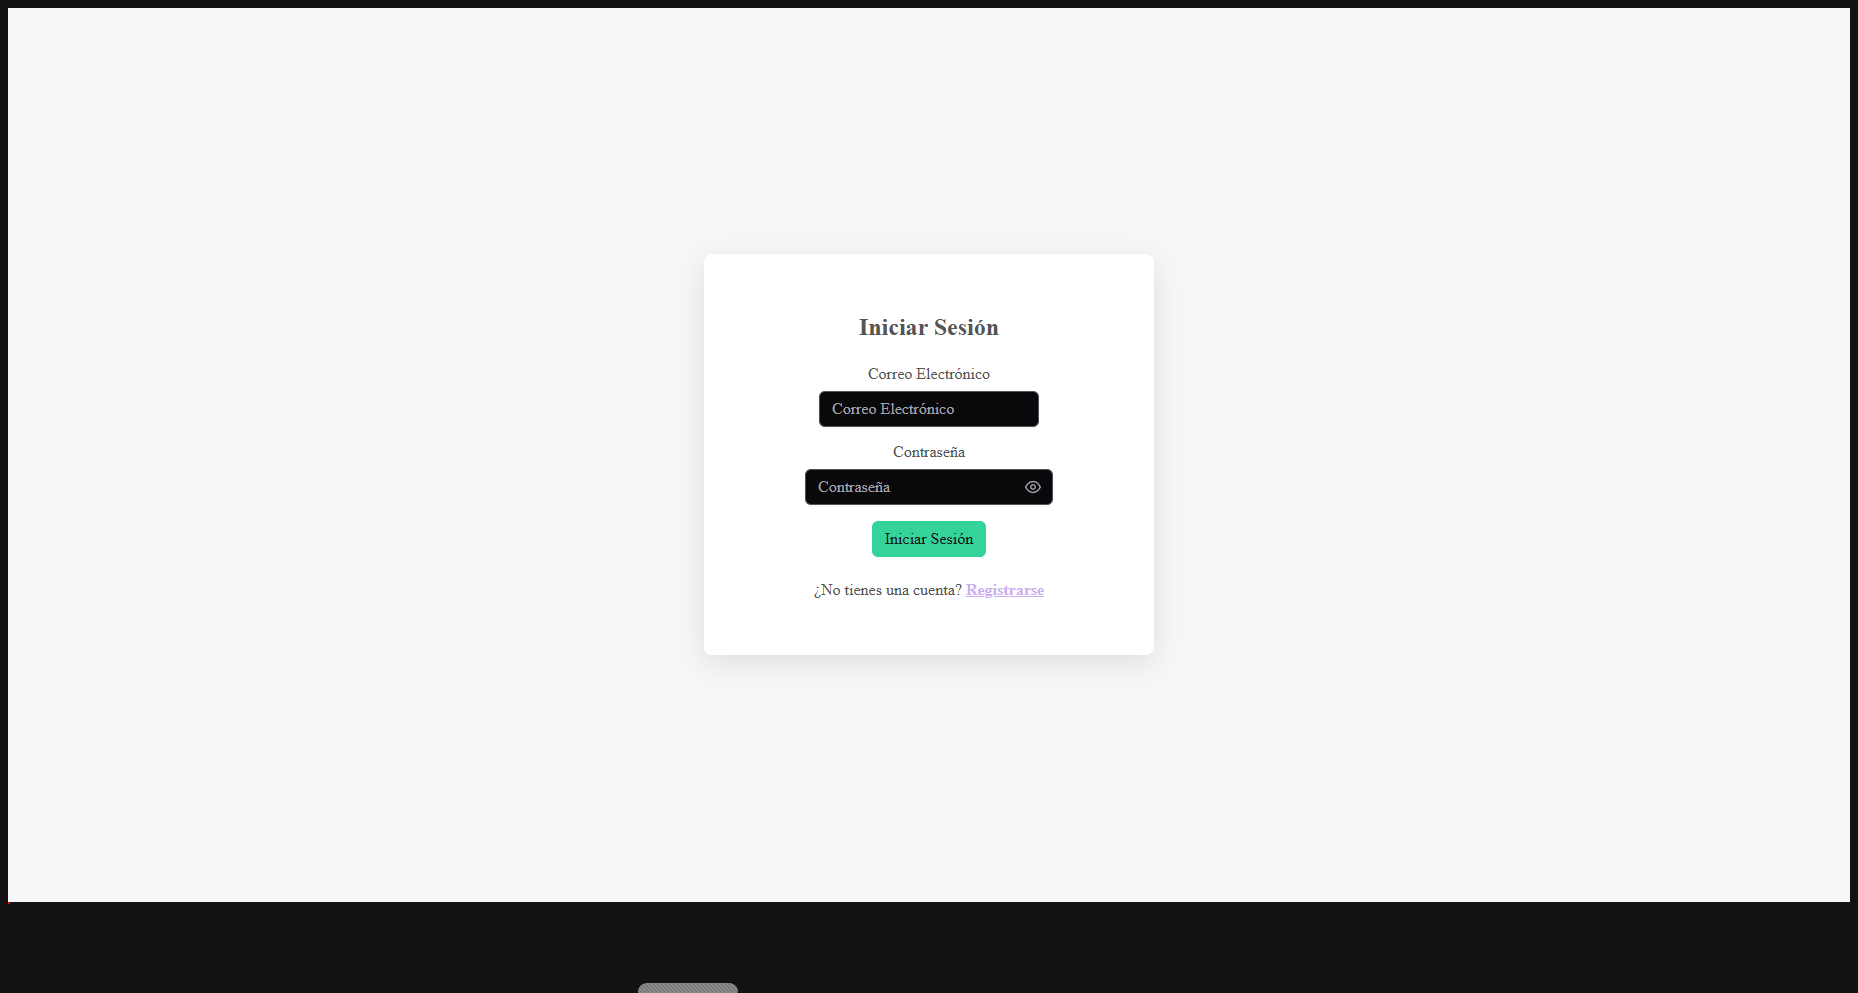 Iniciar Sesión
Correo Electrónico
Correo Electrónico
Contraseña
Contraseña
Iniciar Sesión
¿No tienes una cuenta? Registrarse